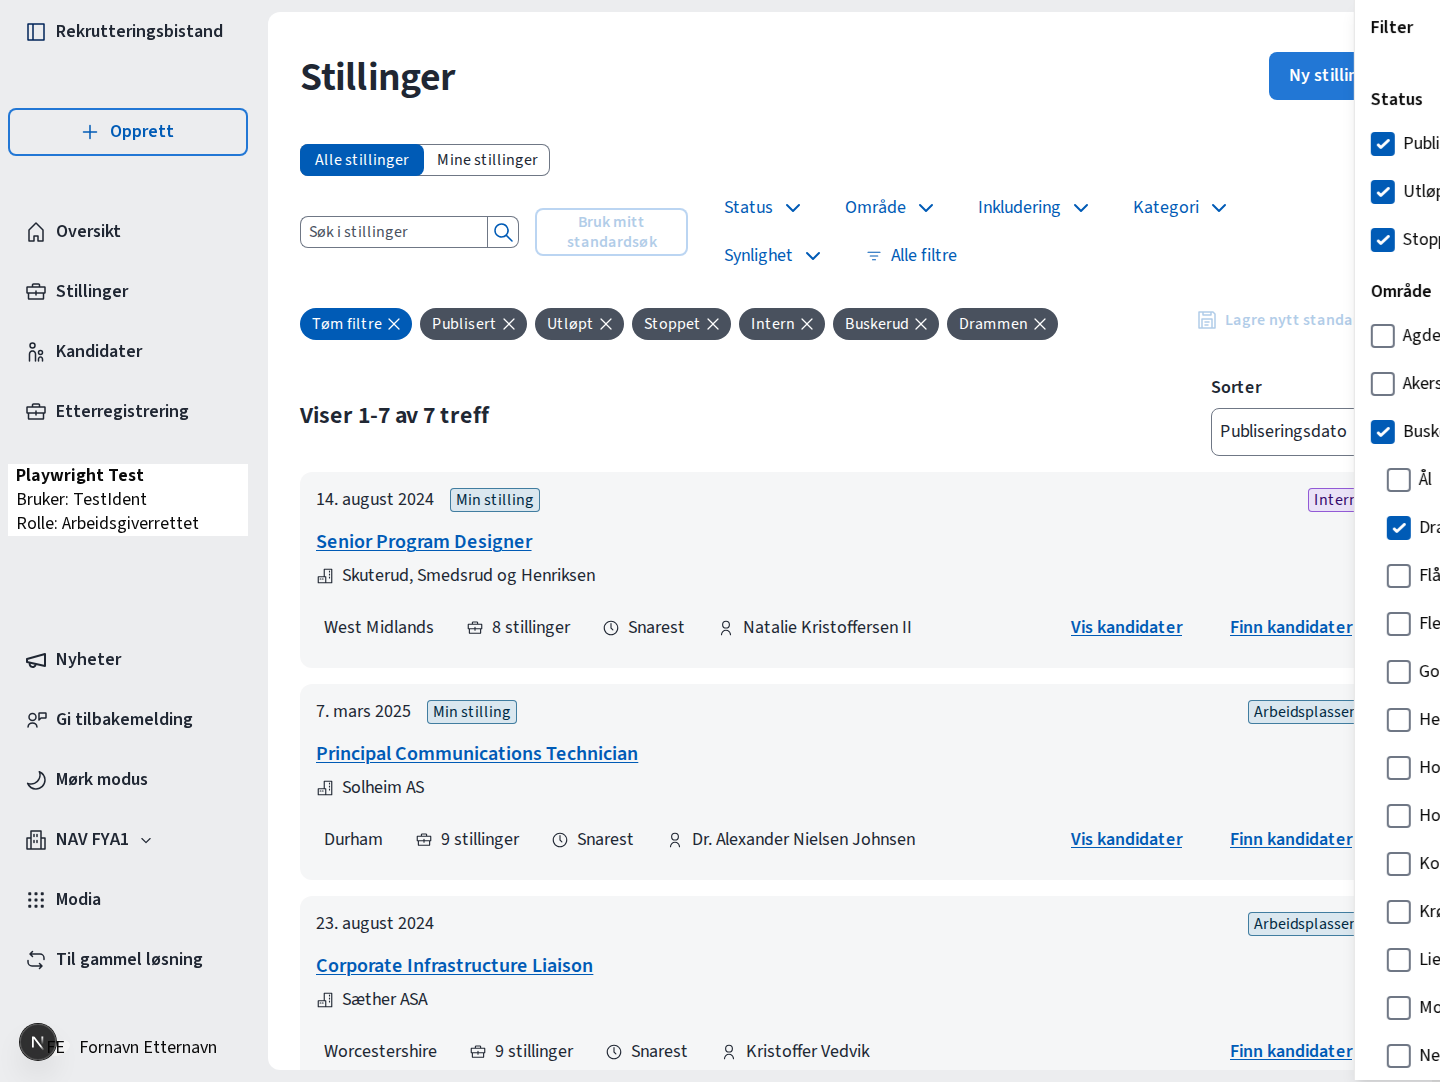 Rekrutteringsbistand
Opprett
Oversikt
Stillinger
Kandidater
Etterregistrering
Playwright Test
Bruker: TestIdent
Rolle: Arbeidsgiverrettet
Nyheter
Gi tilbakemelding
Mørk modus
NAV FYA1
Modia
Til gammel løsning
Fornavn Etternavn
Stillinger
Alle stillinger Mine stillinger
Søk i stillinger
Bruk mitt
standardsøk
Status Område Inkludering Kategori
Synlighet Alle filtre
Tøm filtre Publisert Utløpt Stoppet Intern Buskerud Drammen
Lagre nytt standa
Viser 1-7 av 7 treff
Sorter
Publiseringsdato
14. august 2024 Min stilling Intern
Senior Program Designer
Skuterud, Smedsrud og Henriksen
West Midlands 8 stillinger Snarest Natalie Kristoffersen II Vis kandidater Finn kandidater
7. mars 2025 Min stilling Arbeidsplassen
Principal Communications Technician
Solheim AS
Durham 9 stillinger Snarest Dr. Alexander Nielsen Johnsen Vis kandidater Finn kandidater
23. august 2024 Arbeidsplassen
Corporate Infrastructure Liaison
Sæther ASA
Worcestershire 9 stillinger Snarest Kristoffer Vedvik Finn kandidater
Filter
Status
Publi
Utløp
Stopp
Område
Agde
Akers
Busk
Ål
Dra
Flå
Fle
Go
He
Ho
Ho
Ko
Krø
Lie
Mo
Ne